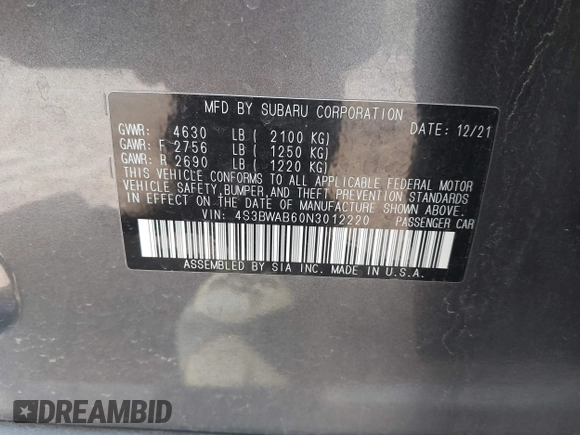 MFD BY SUBARU CORPORATION
GVWR: 4630 LB ( 2100 KG) DATE: 12/21
GAWR: F 2756 LB ( 1250 KG)
GAWR: R 2690 LB ( 1220 KG)
THIS VEHICLE CONFORMS TO ALL APPLICABLE FEDERAL MOTOR
VEHICLE SAFETY, BUMPER, AND THEFT PREVENTION STANDARDS
IN EFFECT ON THE DATE OF MANUFACTURE SHOWN ABOVE.
VIN: 4S3BWAB60N3012220 PASSENGER CAR
ASSEMBLED BY SIA INC. MADE IN U.S.A.
DREAMBID